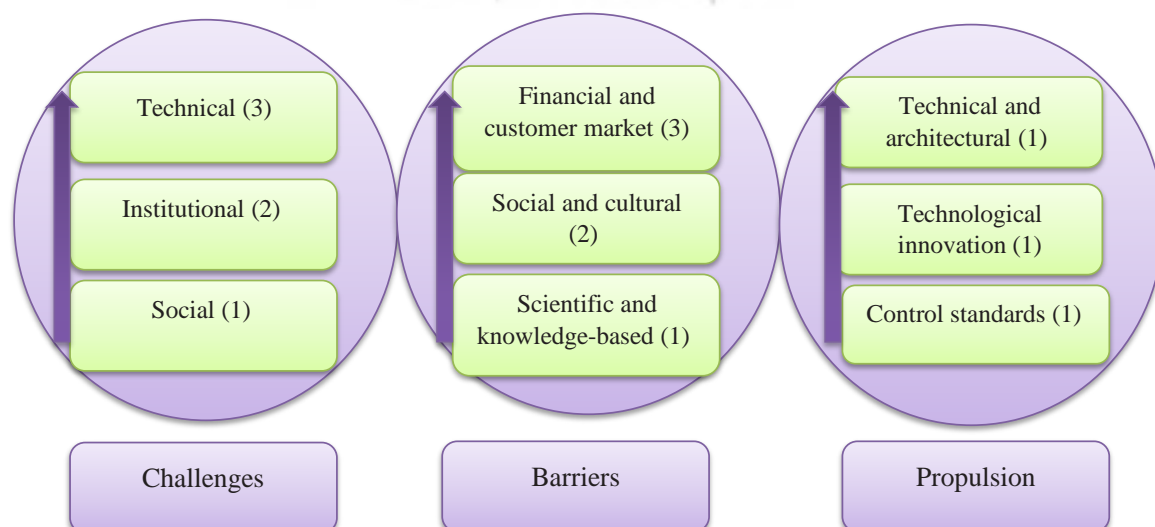 Technical (3)
Institutional (2)
Social (1)
Challenges
Financial and
customer market (3)
Social and cultural
(2)
Scientific and
knowledge-based (1)
Barriers
Technical and
architectural (1)
Technological
innovation (1)
Control standards (1)
Propulsion